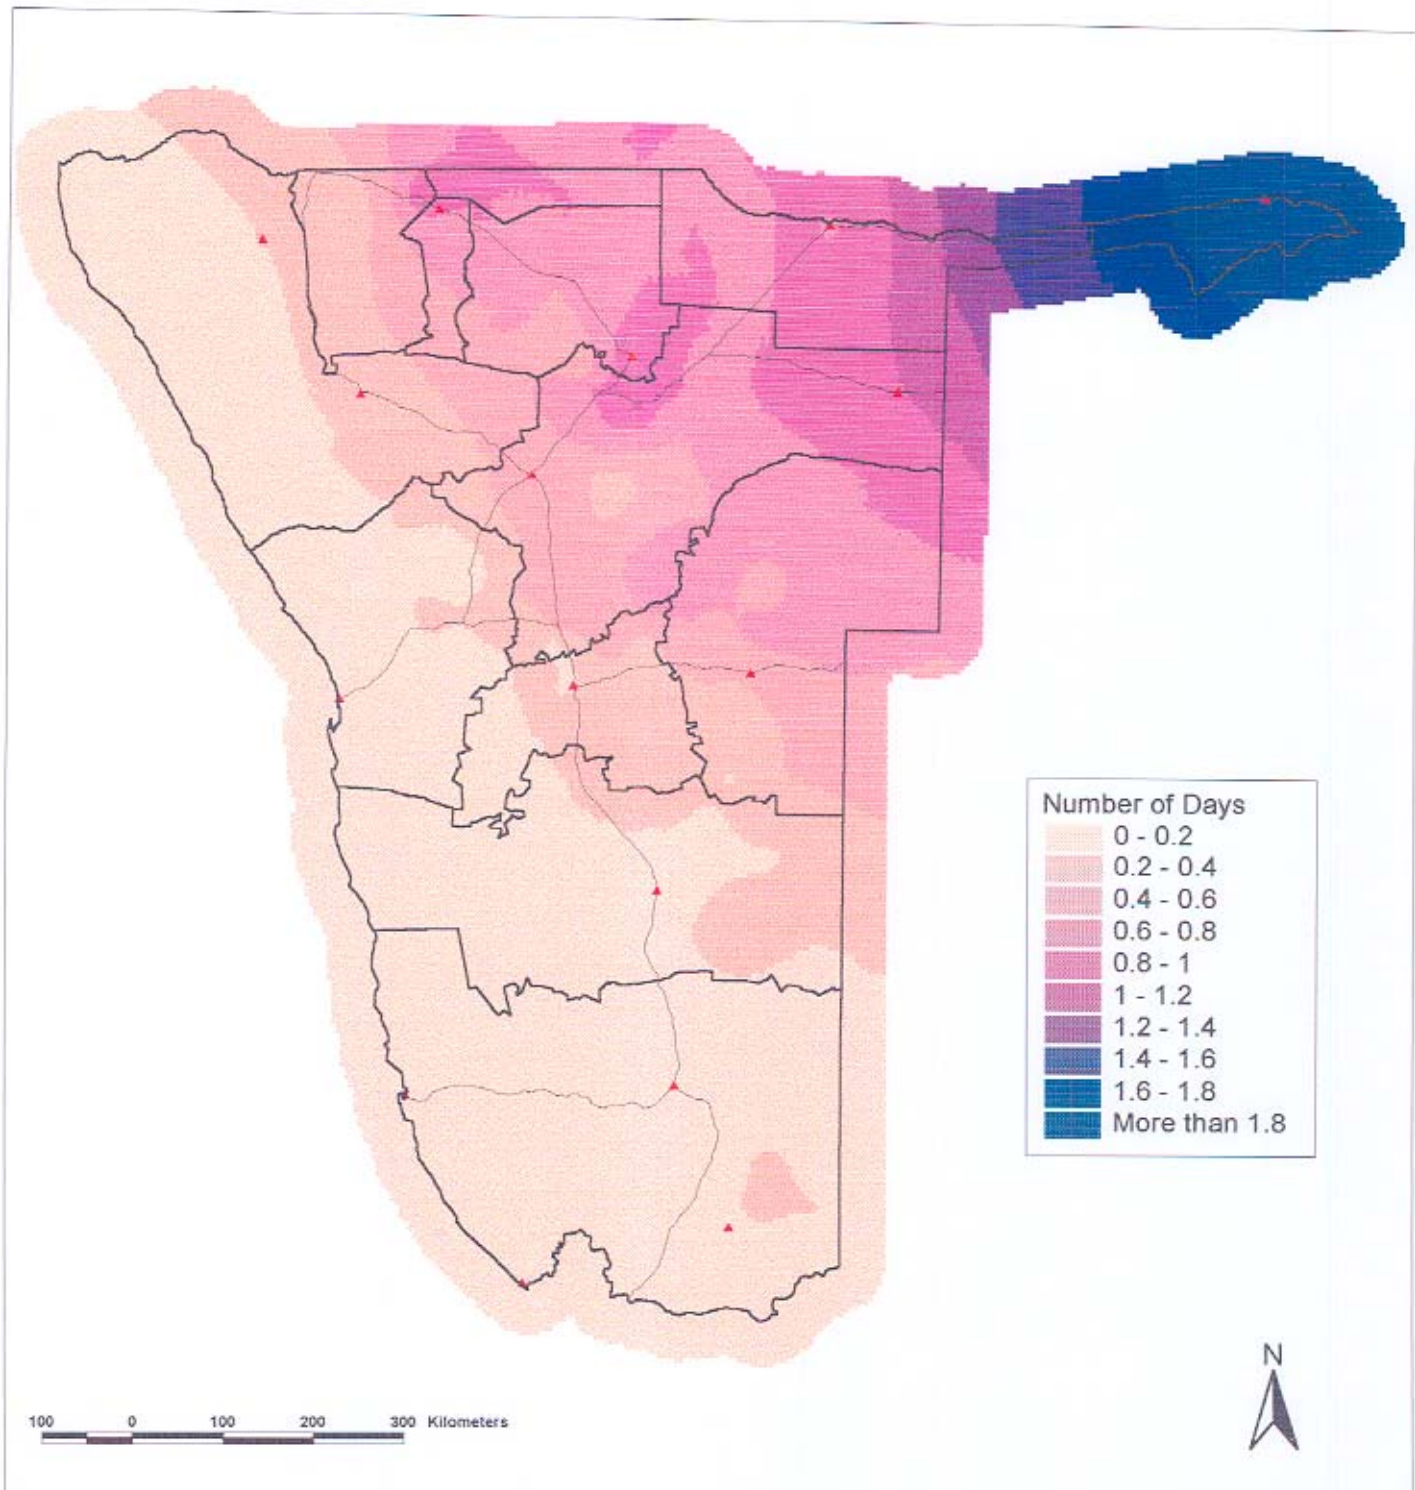 Number of Days
0 - 0.2
0.2 - 0.4
0.4 - 0.6
0.6 - 0.8
0.8 - 1
1 - 1.2
1.2 - 1.4
1.4 - 1.6
1.6 - 1.8
More than 1.8
N
100 0 100 200 300 Kilometers